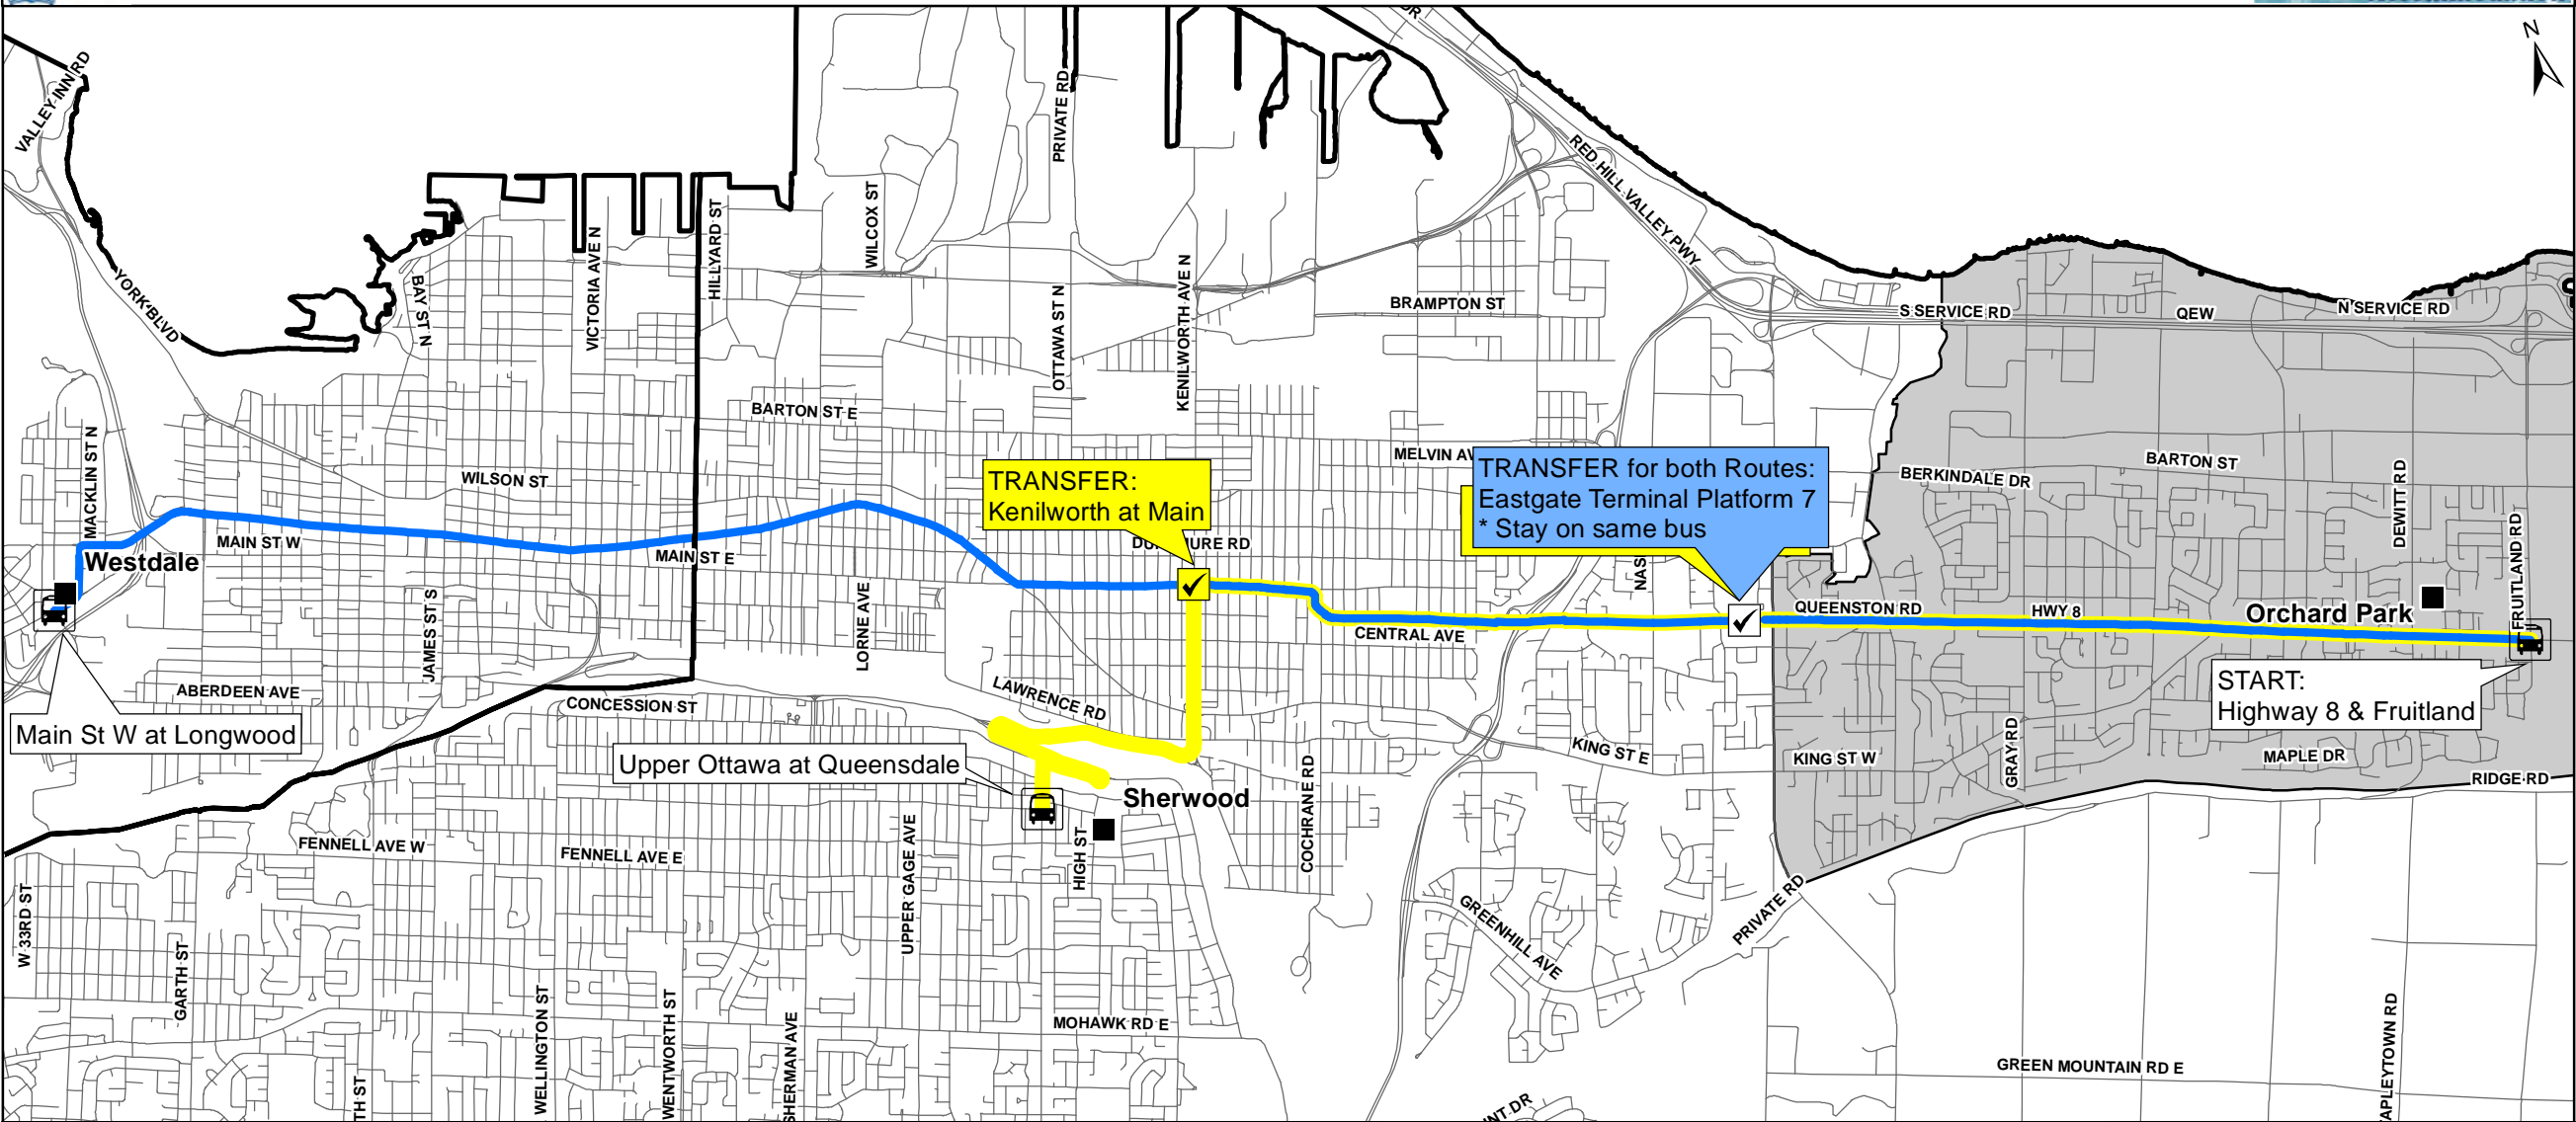 N
VALLEY INN RD
PRIVATE RD
RED HILL VALLEY PWY
WILCOX ST
HILLYARD ST
VICTORIA AVE N
BAY ST N
YORK BLVD
OTTAWA ST N
KENILWORTH AVE N
BRAMPTON ST
S SERVICE RD
QEW
N SERVICE RD
BARTON ST E
MACKLIN ST N
WILSON ST
MELVIN AV
TRANSFER:
Kenilworth at Main
TRANSFER for both Routes:
Eastgate Terminal Platform 7
* Stay on same bus
BERKINDALE DR
BARTON ST
DEWITT RD
FRUITLAND RD
MAIN ST W
MAIN ST E
Westdale
QUEENSTON RD
HWY 8
Orchard Park
CENTRAL AVE
JAMES ST S
LORNE AVE
ABERDEEN AVE
CONCESSION ST
LAWRENCE RD
START:
Highway 8 & Fruitland
Main St W at Longwood
Upper Ottawa at Queensdale
KING ST E
KING ST W
GRAY RD
MAPLE DR
RIDGE RD
Sherwood
COCHRANE RD
FENNELL AVE W
FENNELL AVE E
UPPER GAGE AVE
HIGH ST
W 33RD ST
GARTH ST
GREENHILL AVE
PRIVATE RD
WELLINGTON ST
WENTWORTH ST
SHERMAN AVE
MOHAWK RD E
GREEN MOUNTAIN RD E